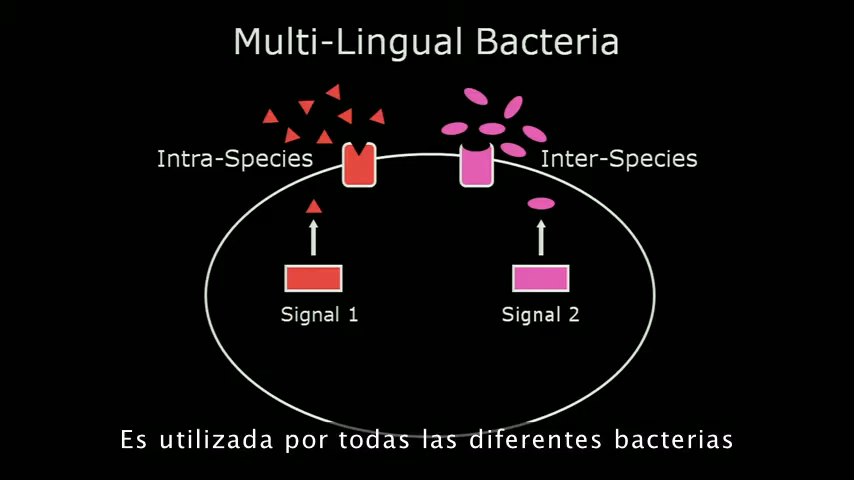 Multi-Lingual Bacteria
Intra-Species
Inter-Species
Signal 1
Signal 2
Es utilizada por todas las diferentes bacterias